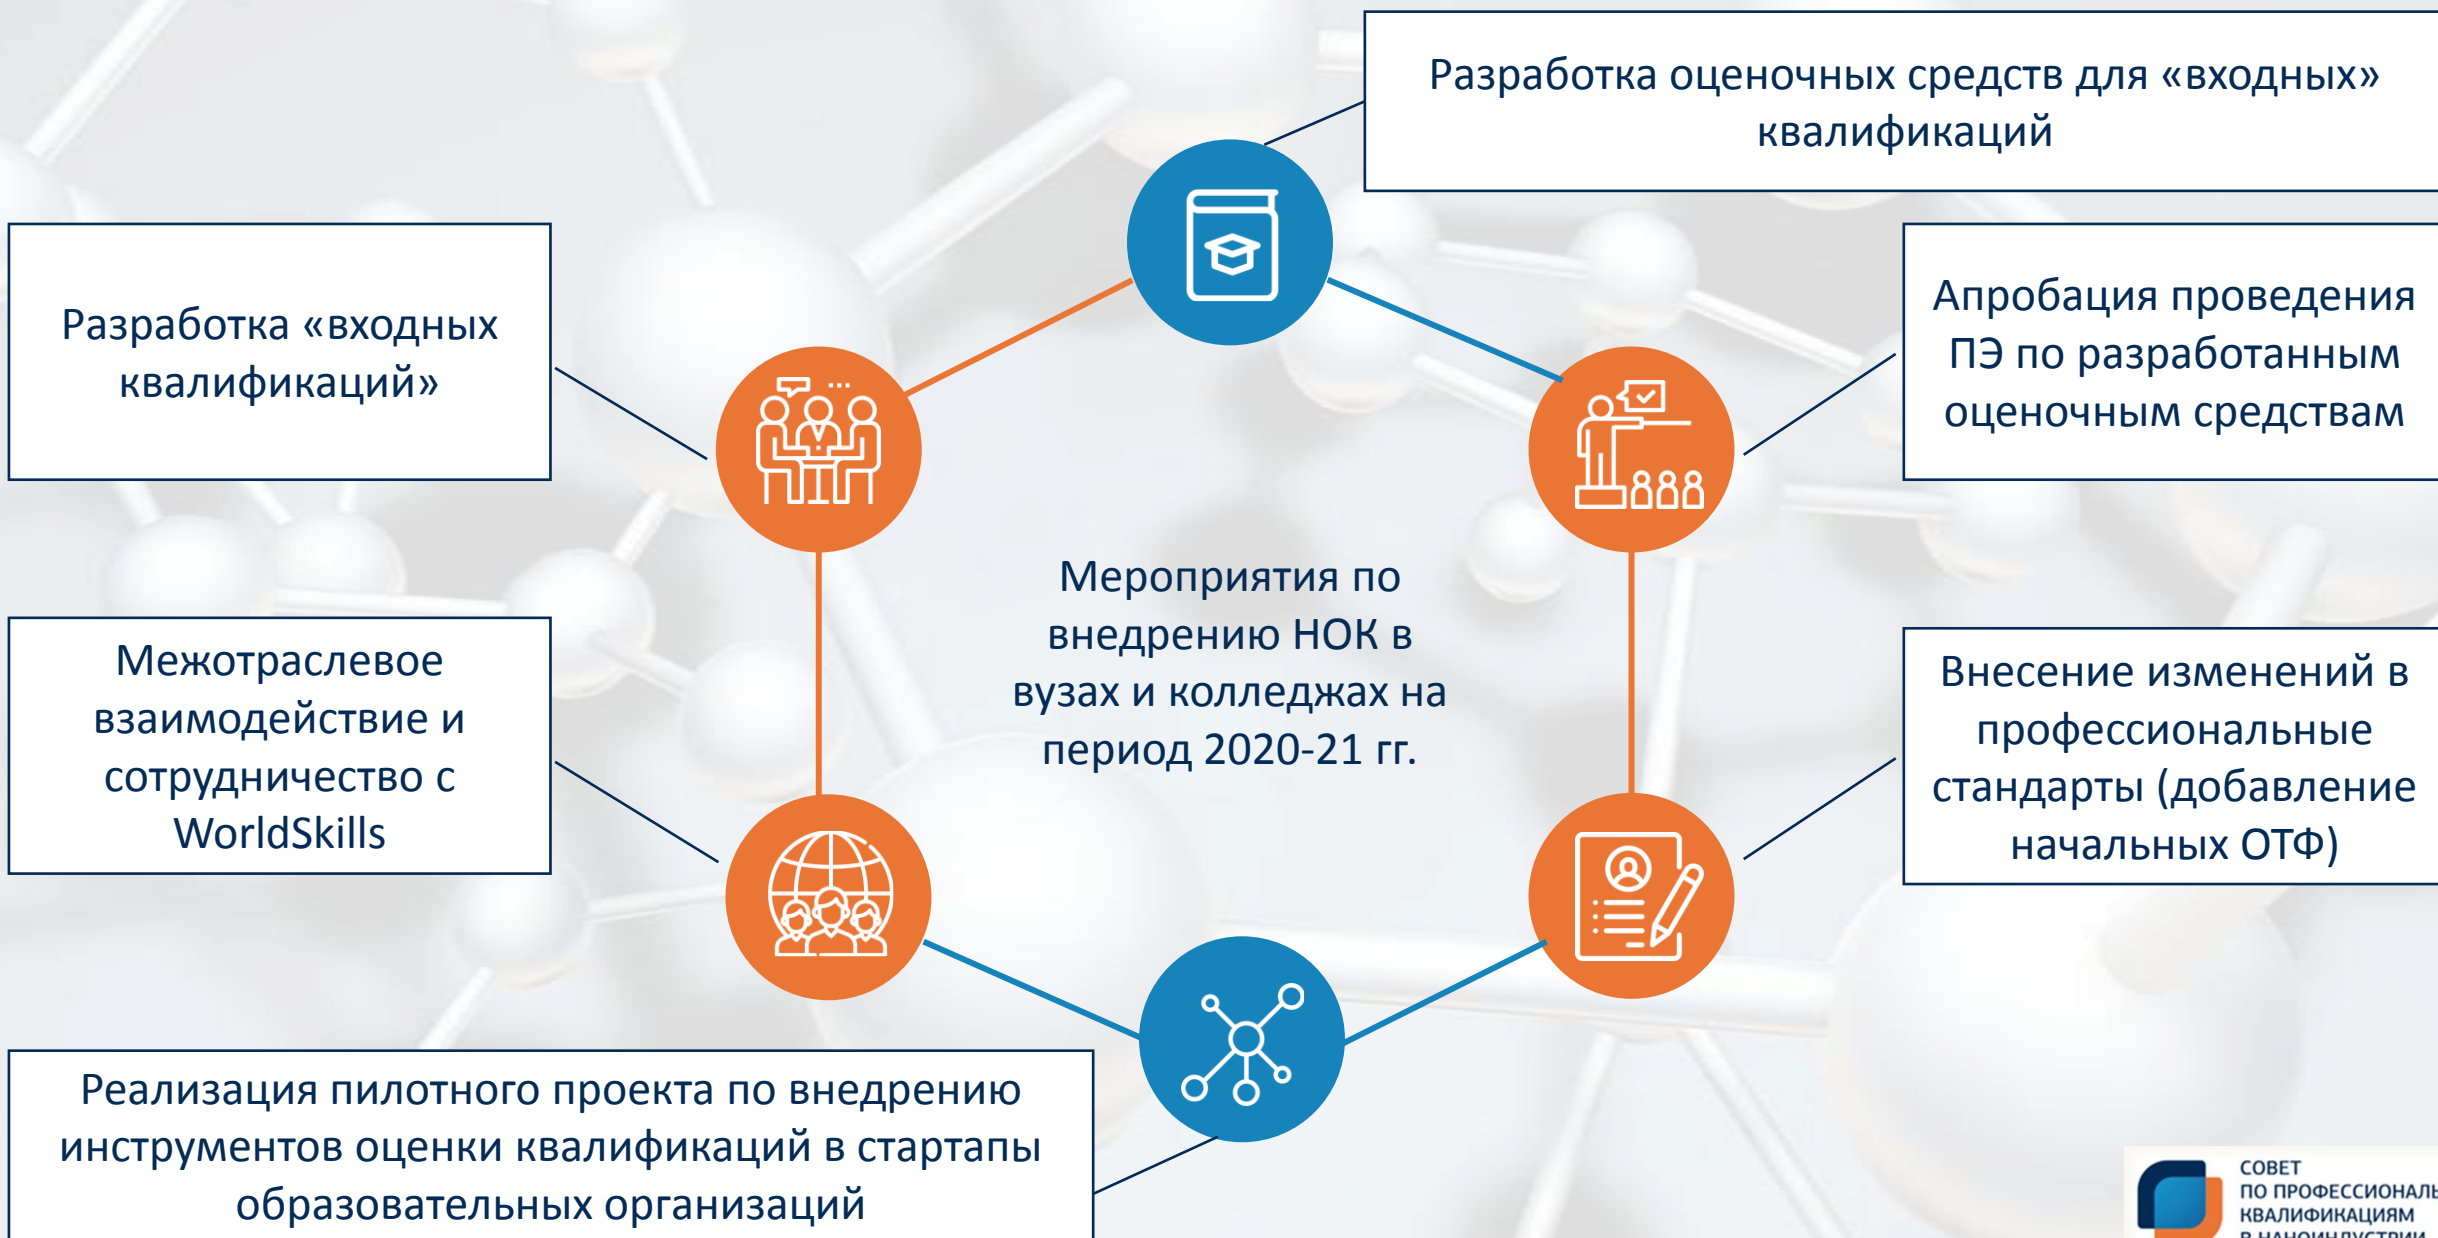 Разработка оценочных средств для «входных»
квалификаций
Разработка «входных
квалификаций»
Апробация проведения
ПЭ по разработанным
оценочным средствам
Мероприятия по
внедрению НОК в
вузах и колледжах на
период 2020-21 гг.
Межотраслевое
взаимодействие и
сотрудничество с
WorldSkills
Внесение изменений в
профессиональные
стандарты (добавление
начальных ОТФ)
Реализация пилотного проекта по внедрению
инструментов оценки квалификаций в стартапы
образовательных организаций
СОВЕТ
ПО
КВАЛИФИКАЦИЯМ
В НАНОИНДУСТРИИ